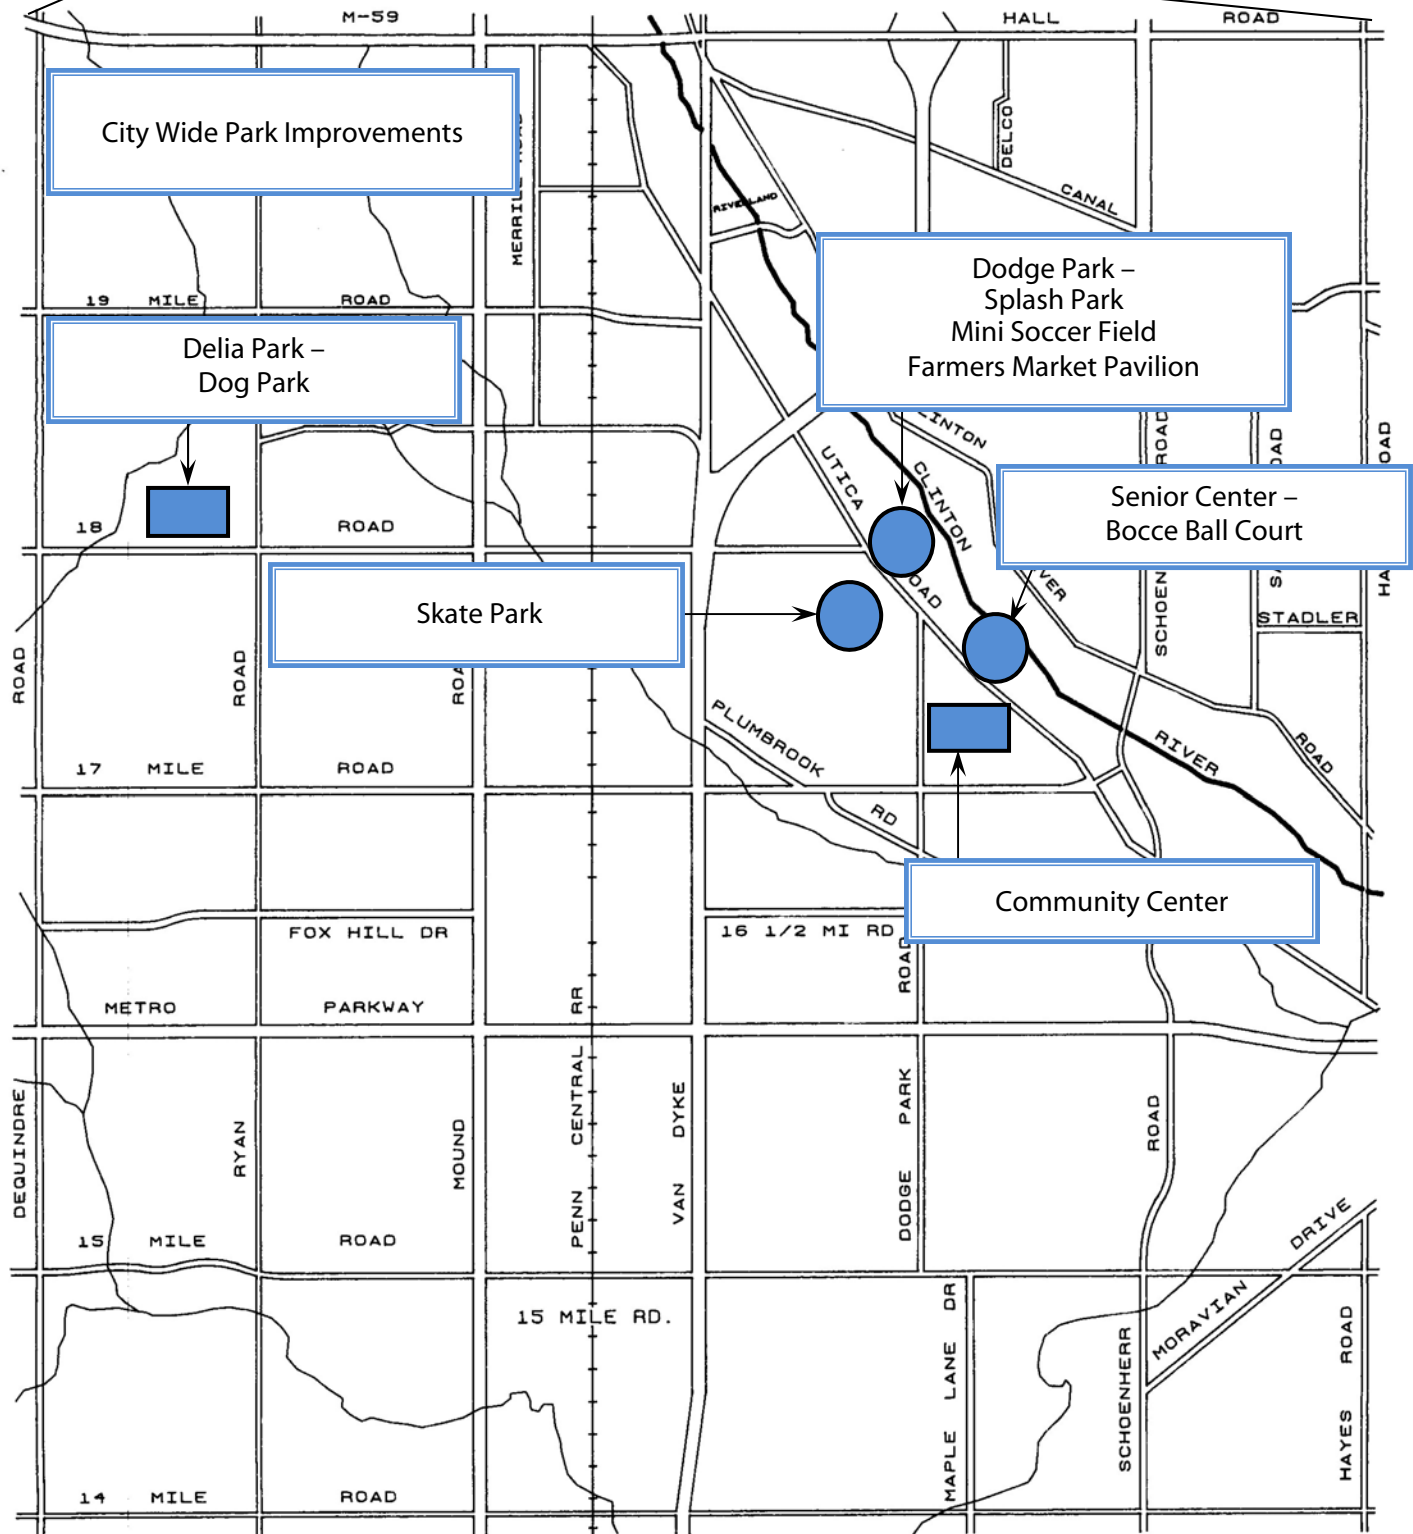 M-59
HALL ROAD
City Wide Park Improvements
MERRILL
DELCO
CANAL
RIVERLAND
Dodge Park –
Splash Park
Mini Soccer Field
Farmers Market Pavilion
19 MILE ROAD
Delia Park –
Dog Park
CLINTON
UTICA
CLINTON
ROAD
Senior Center –
Bocce Ball Court
18 ROAD
Skate Park
SCHOEN
STADLER
ROAD
ROAD
PLUMBROOK
RIVER
ROAD
17 MILE ROAD
RD
Community Center
FOX HILL DR
16 1/2 MI RD
ROAD
METRO PARKWAY
DEQUINDRE
RYAN
MOUND
PENN CENTRAL RR
VAN DYKE
DODGE PARK
ROAD
15 MILE ROAD
MORAVIAN DRIVE
15 MILE RD.
MAPLE LANE DR
SCHOENHERR
HAYES ROAD
14 MILE ROAD